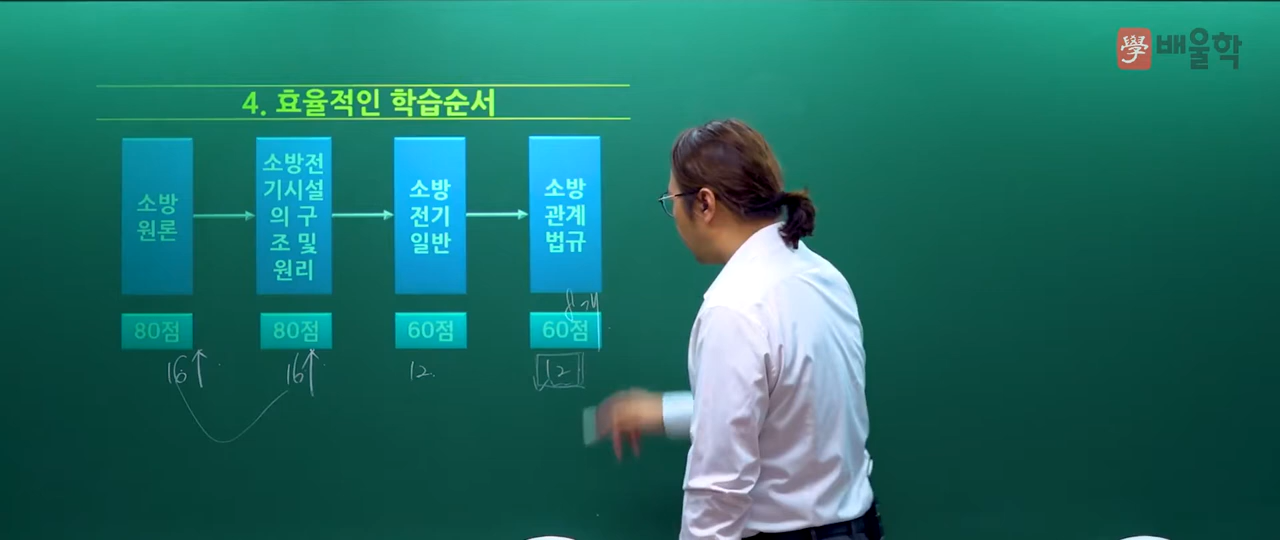 學 배울학
4. 효율적인 학습순서
소방
원론
소방전
기시설
의 구
조 및
원리
소방
전기
일반
소방
관계
법규
8개
80점
80점
60점
60점
16↑
16↑
12
12